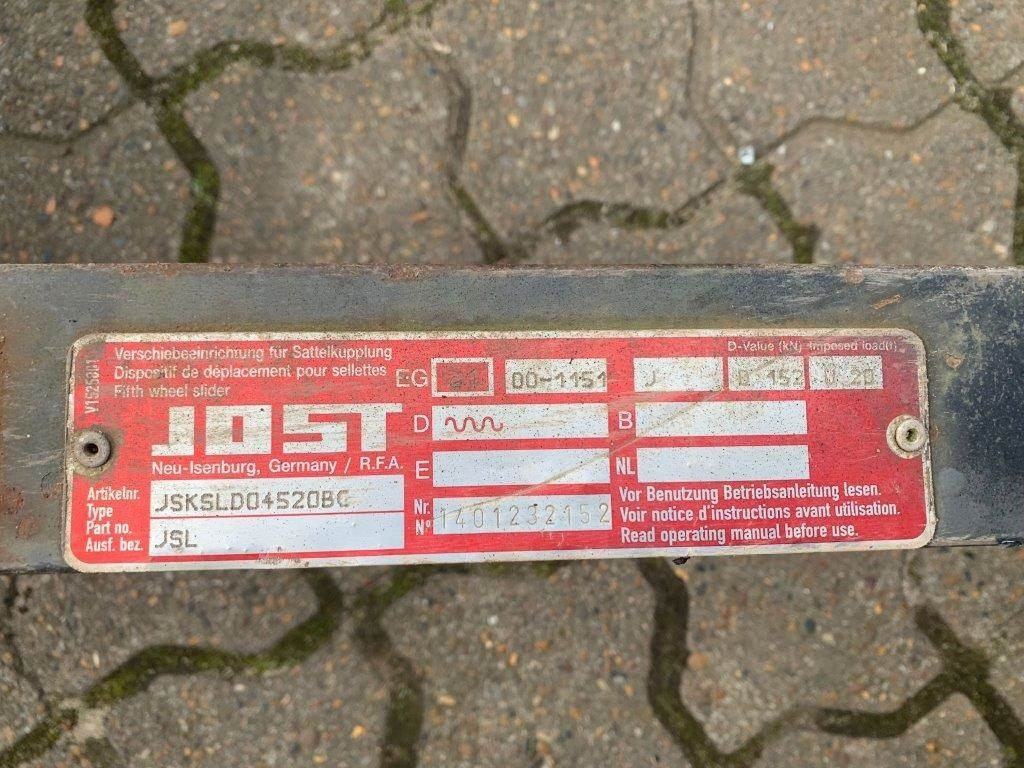 Verschiebeeinrichtung für Sattelkupplung
Dispositif de déplacement pour sellettes
Fifth wheel slider
V1525801
JOST
Neu-Isenburg, Germany / R.F.A.
Artikelnr.
Type
Part no.
Ausf. bez.
JSKSLD04520BC
JSL
EG e1 00-1151 J
D-Value (kN) Imposed load(t)
D 152 U 20
D
B
E
NL
Nr.
N° 1401232152
Vor Benutzung Betriebsanleitung lesen.
Voir notice d'instructions avant utilisation.
Read operating manual before use.